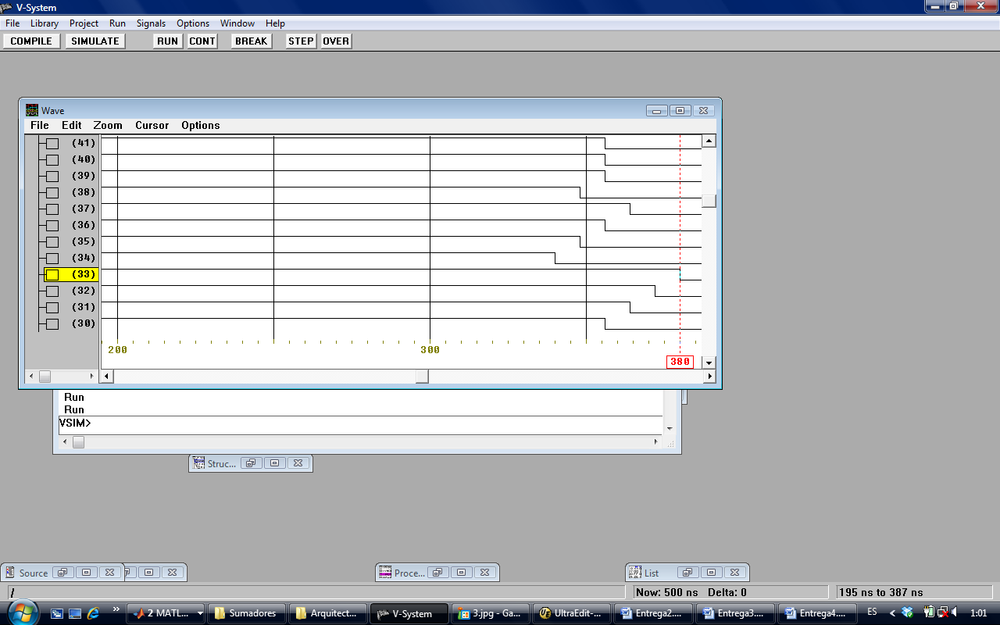 V-System
File Library Project Run Signals Options Window Help
COMPILE SIMULATE RUN CONT BREAK STEP OVER
Wave
File Edit Zoom Cursor Options
(41)
(40)
(39)
(38)
(37)
(36)
(35)
(34)
(33)
(32)
(31)
(30)
200 300
380
Run
Run
VSIM>
Struc...
Source Proce... List
/ Now: 500 ns Delta: 0 195 ns to 387 ns
» 2 MATL... Sumadores Arquitect... V-System 3.jpg - Ga... UltraEdit-... Entrega2.... Entrega3.... Entrega4.... ES 1:01